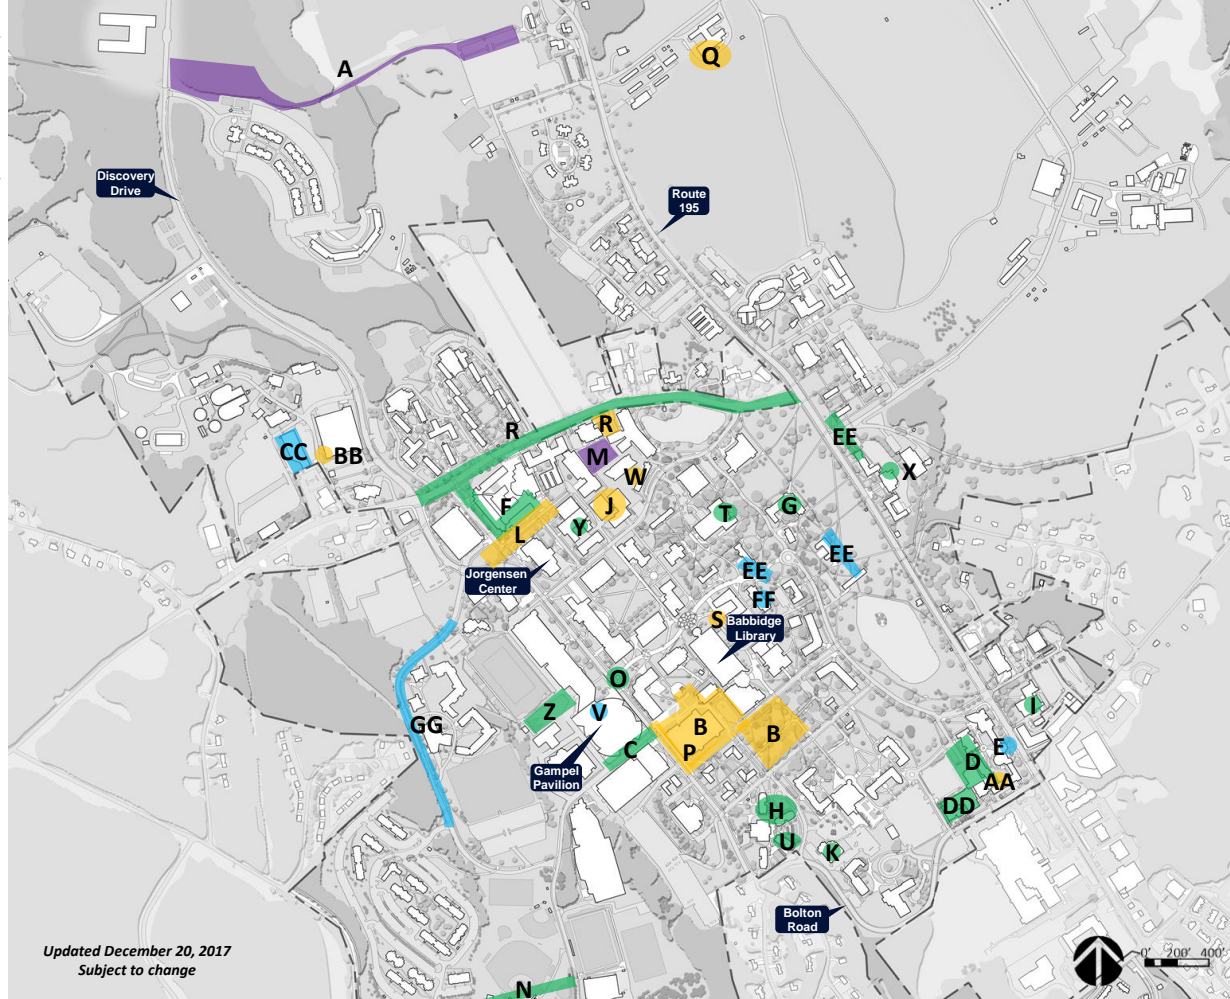 Q
A
Discovery
Drive
Route
195
R
R
EE
CC
BB
M
W
X
F
J
G
L
Y
T
EE
Jorgensen
Center
EE
FF
S
Babbidge
Library
O
I
Z
V
GG
B
B
C
P
E
D
Gampel
Pavilion
AA
DD
H
U
K
Bolton
Road
Updated December 20, 2017
Subject to change
0' 200' 400'
N